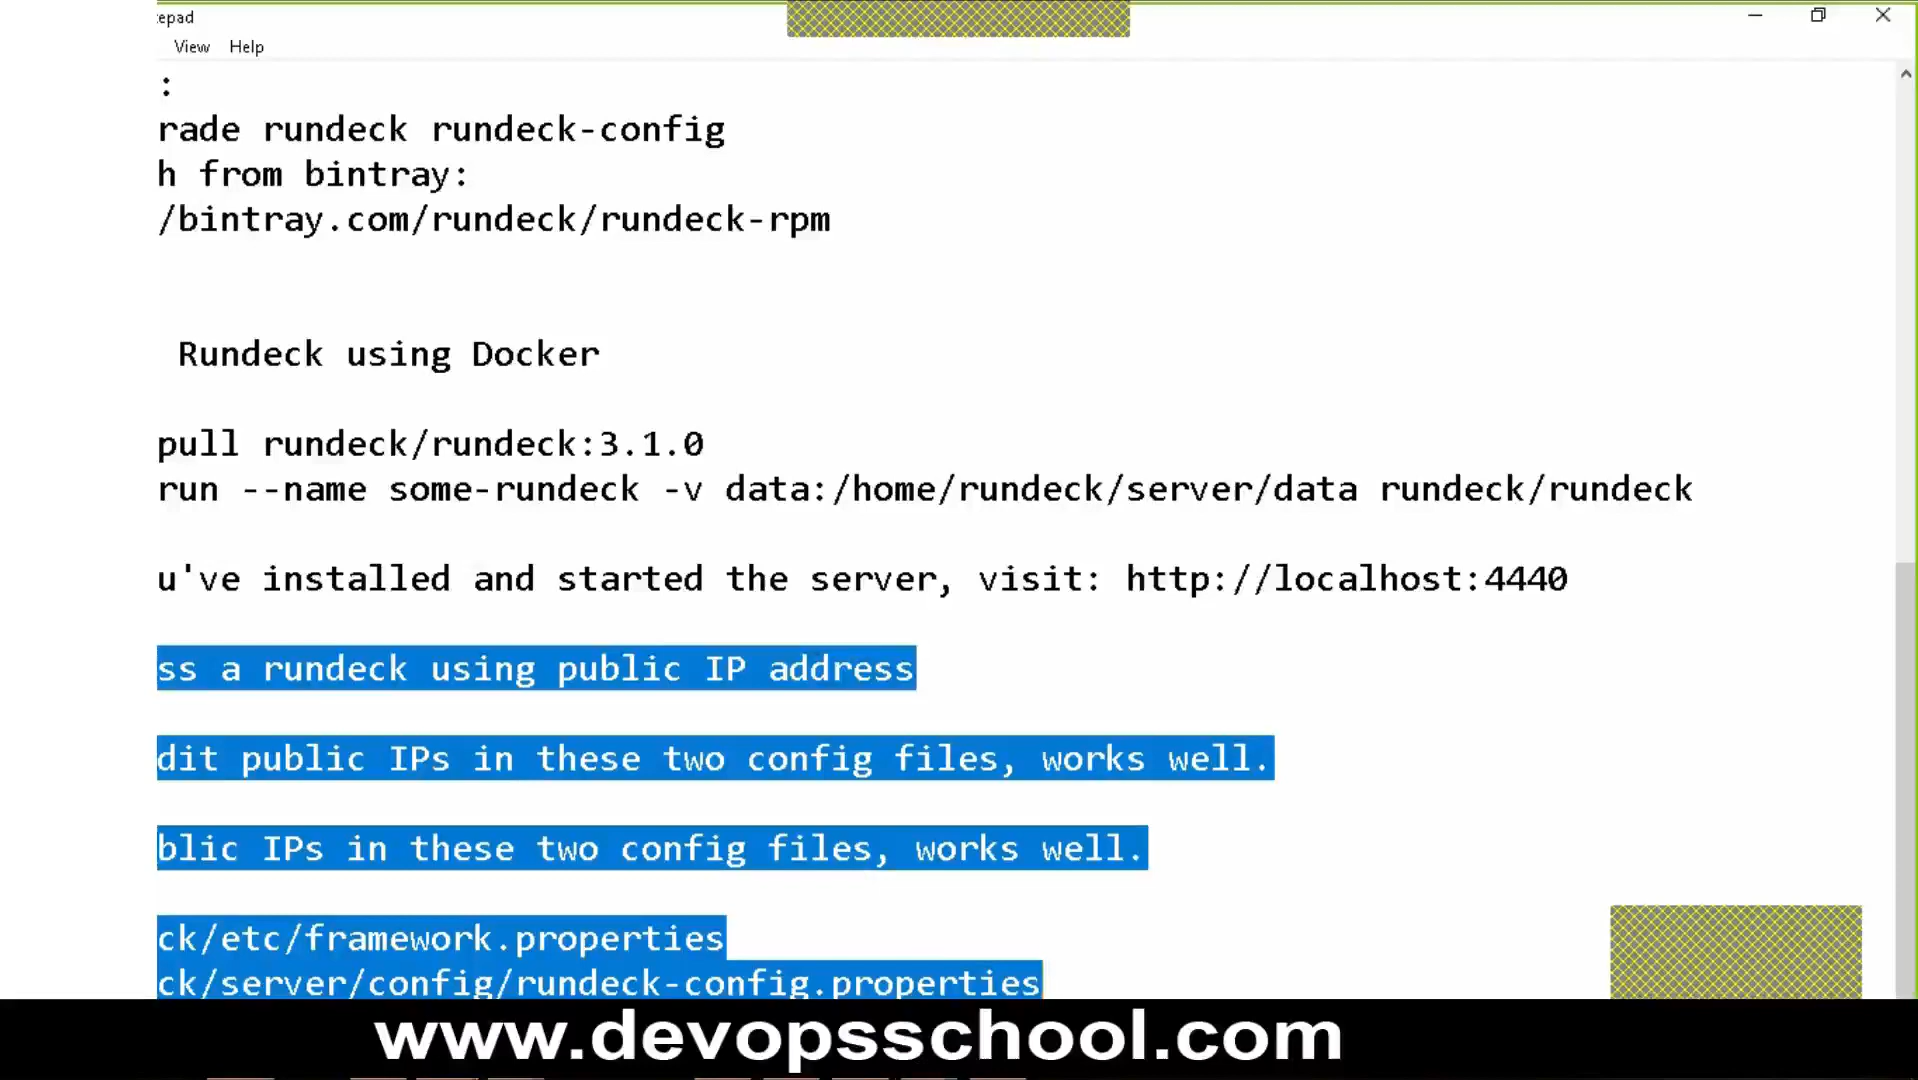 tepad
View Help
:
rade rundeck rundeck-config
h from bintray:
/bintray.com/rundeck/rundeck-rpm
Rundeck using Docker
pull rundeck/rundeck:3.1.0
run --name some-rundeck -v data:/home/rundeck/server/data rundeck/rundeck
u've installed and started the server, visit: http://localhost:4440
ss a rundeck using public IP address
dit public IPs in these two config files, works well.
blic IPs in these two config files, works well.
ck/etc/framework.properties
ck/server/config/rundeck-config.properties
www.devopsschool.com